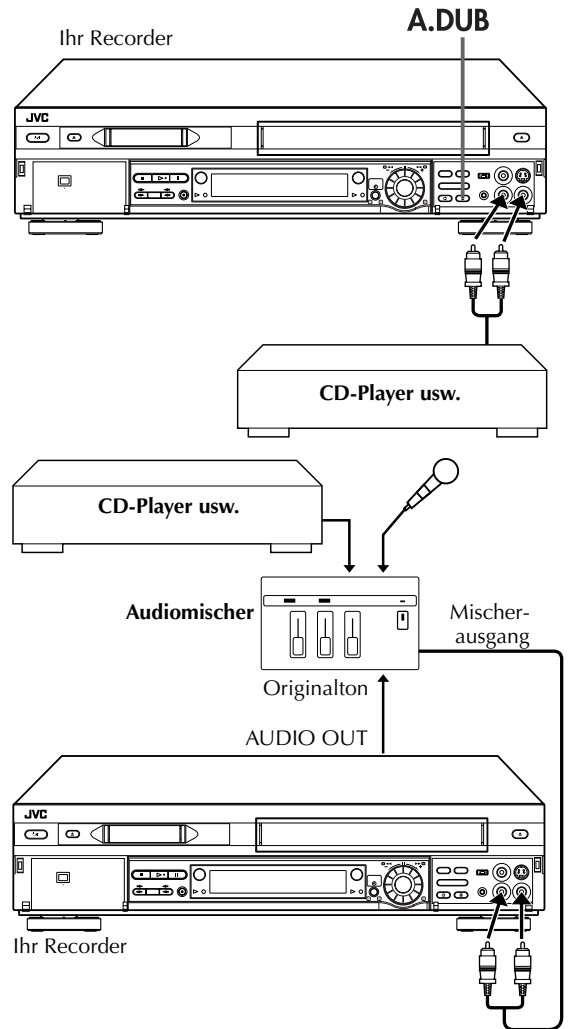 A.DUB
Ihr Recorder
JVC
CD-Player usw.
CD-Player usw.
Audiomischer
Mischer-
ausgang
Originalton
AUDIO OUT
JVC
Ihr Recorder